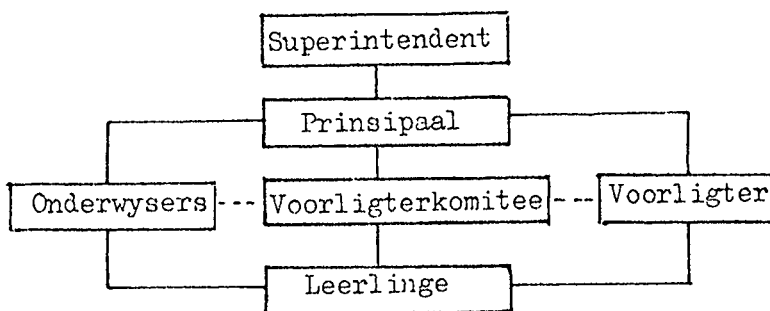 Superintendent
Prinsipaal
Onderwysers
Voorligterkomitee
Voorligter
Leerlinge